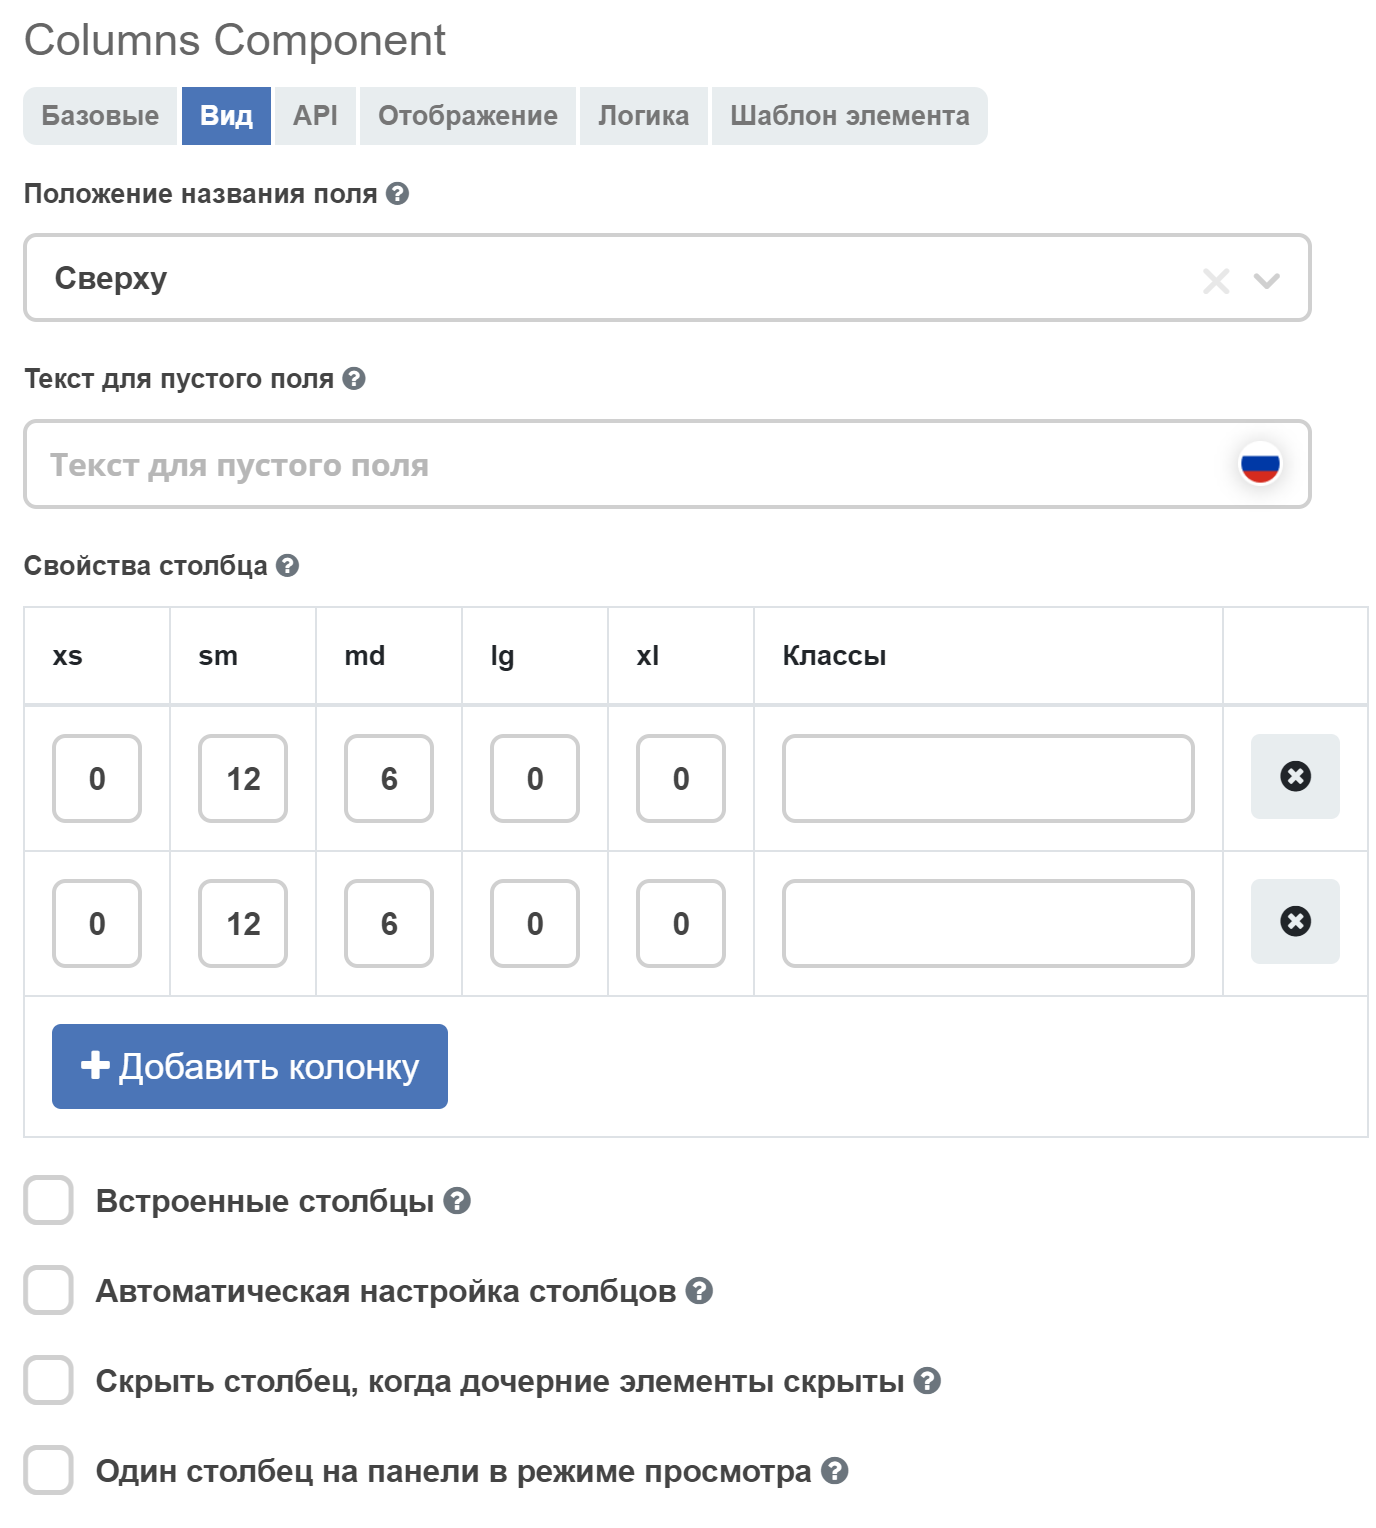 Columns Component
Базовые Вид API Отображение Логика Шаблон элемента
Положение названия поля
Сверху
Текст для пустого поля
Текст для пустого поля
Свойства столбца
xs sm md lg xl Классы
0 12 6 0 0
0 12 6 0 0
Добавить колонку
Встроенные столбцы
Автоматическая настройка столбцов
Скрыть столбец, когда дочерние элементы скрыты
Один столбец на панели в режиме просмотра